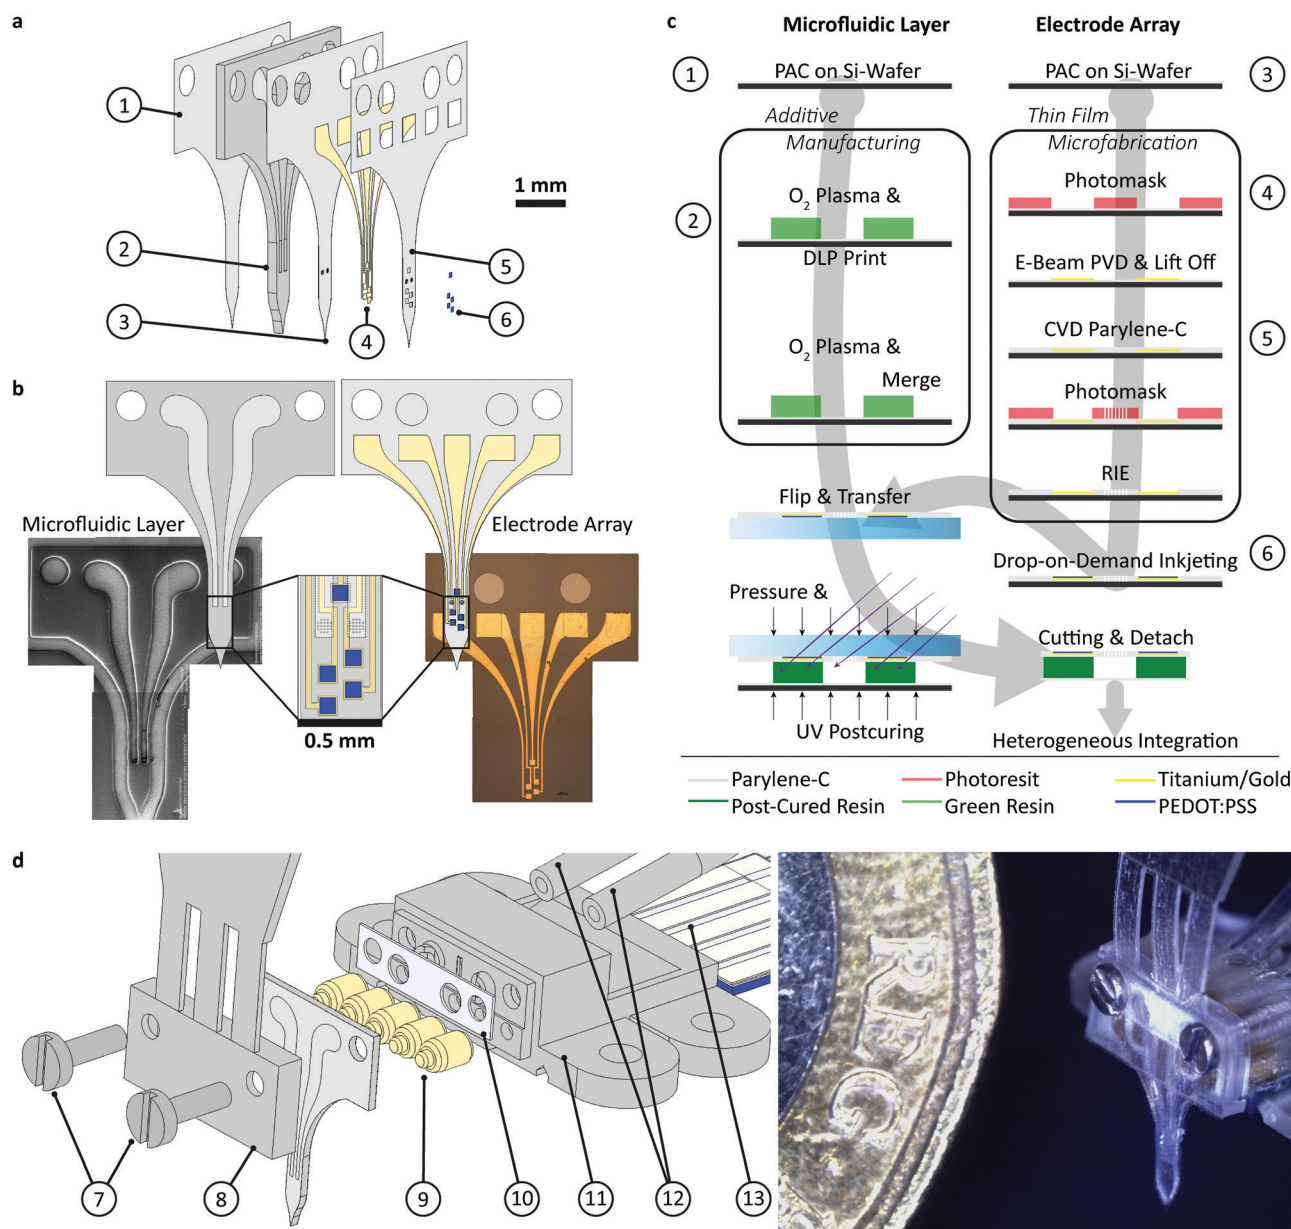 a
1
2
3
4
5
6
1 mm
b
Microfluidic Layer
Electrode Array
0.5 mm
c
Microfluidic Layer
Electrode Array
1
PAC on Si-Wafer
PAC on Si-Wafer
3
Additive
Manufacturing
Thin Film
Microfabrication
2
O2 Plasma &
DLP Print
O2 Plasma &
Merge
Photomask
4
E-Beam PVD & Lift Off
CVD Parylene-C
5
Photomask
RIE
Flip & Transfer
Drop-on-Demand Inkjeting
6
Pressure &
UV Postcuring
Cutting & Detach
Heterogeneous Integration
Parylene-C
Photoresit
Titanium/Gold
Post-Cured Resin
Green Resin
PEDOT:PSS
d
7
8
9
10
11
12
13